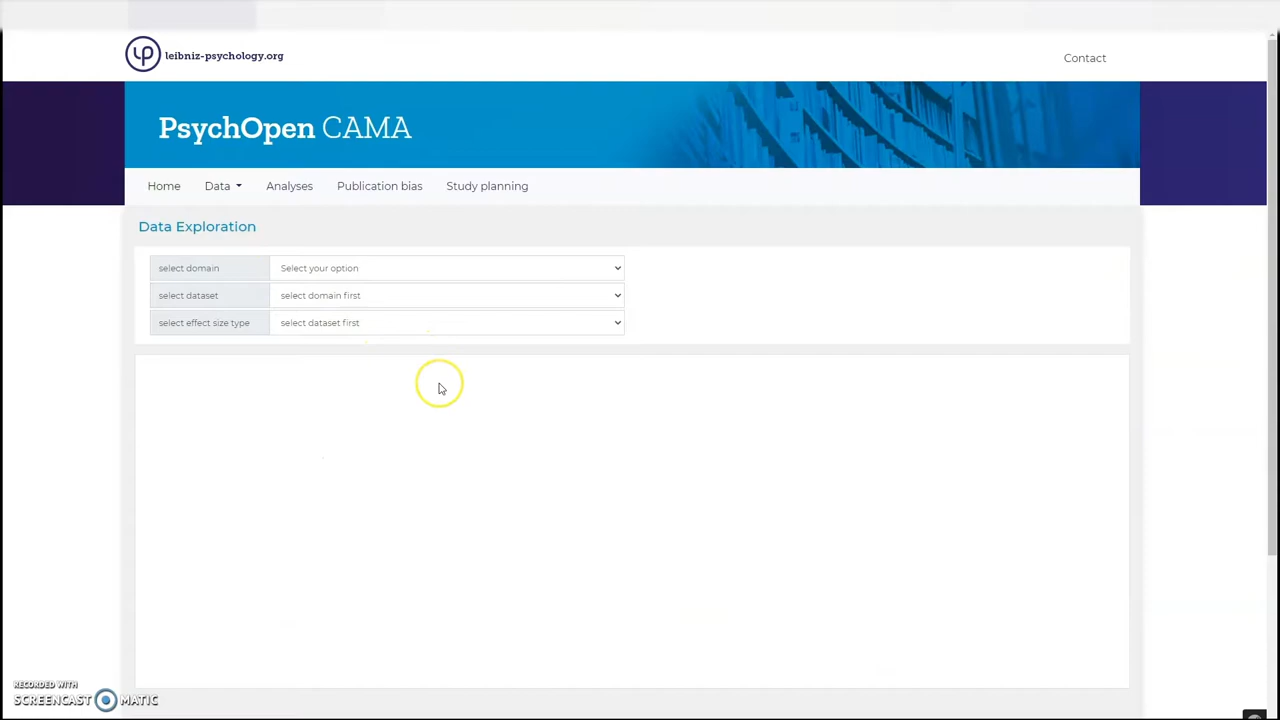 leibniz-psychology.org
Contact
PsychOpen CAMA
Home Data Analyses Publication bias Study planning
Data Exploration
select domain Select your option
select dataset select domain first
select effect size type select dataset first
RECORDED WITH
SCREENCAST MATIC